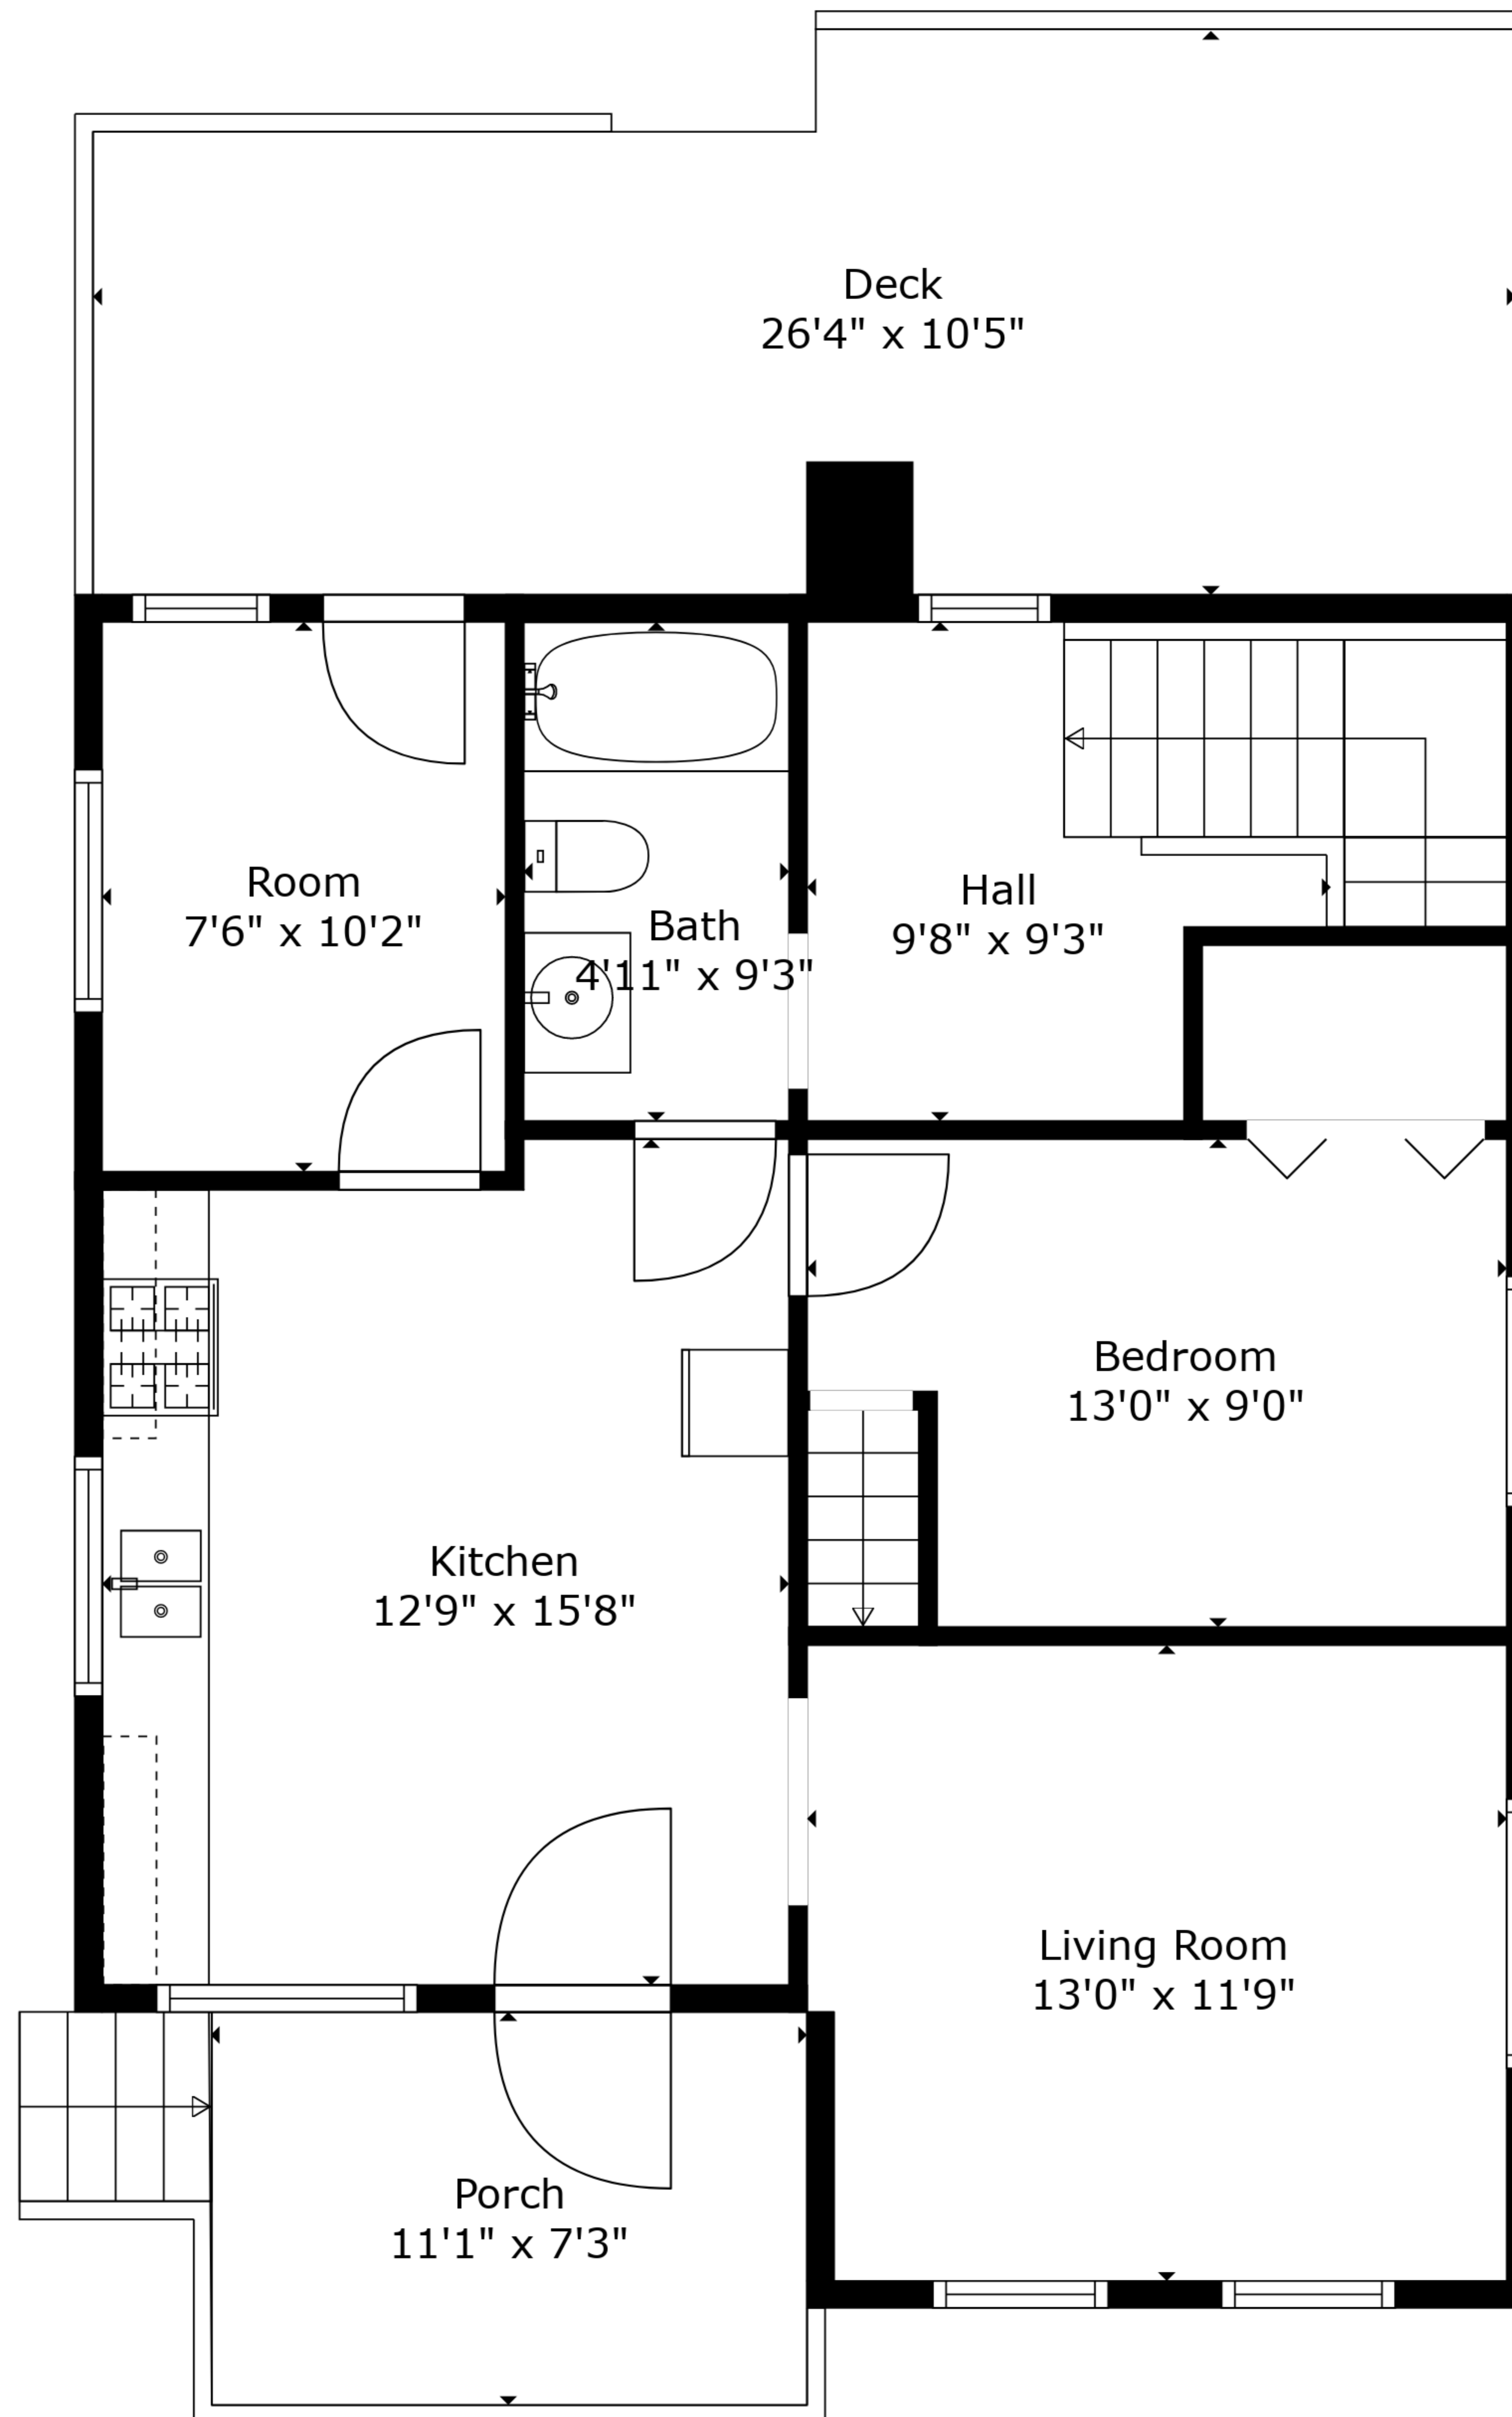 Deck
26'4" x 10'5"
Room
7'6" x 10'2"
Bath
4'11" x 9'3"
Hall
9'8" x 9'3"
Bedroom
13'0" x 9'0"
Kitchen
12'9" x 15'8"
Living Room
13'0" x 11'9"
Porch
11'1" x 7'3"